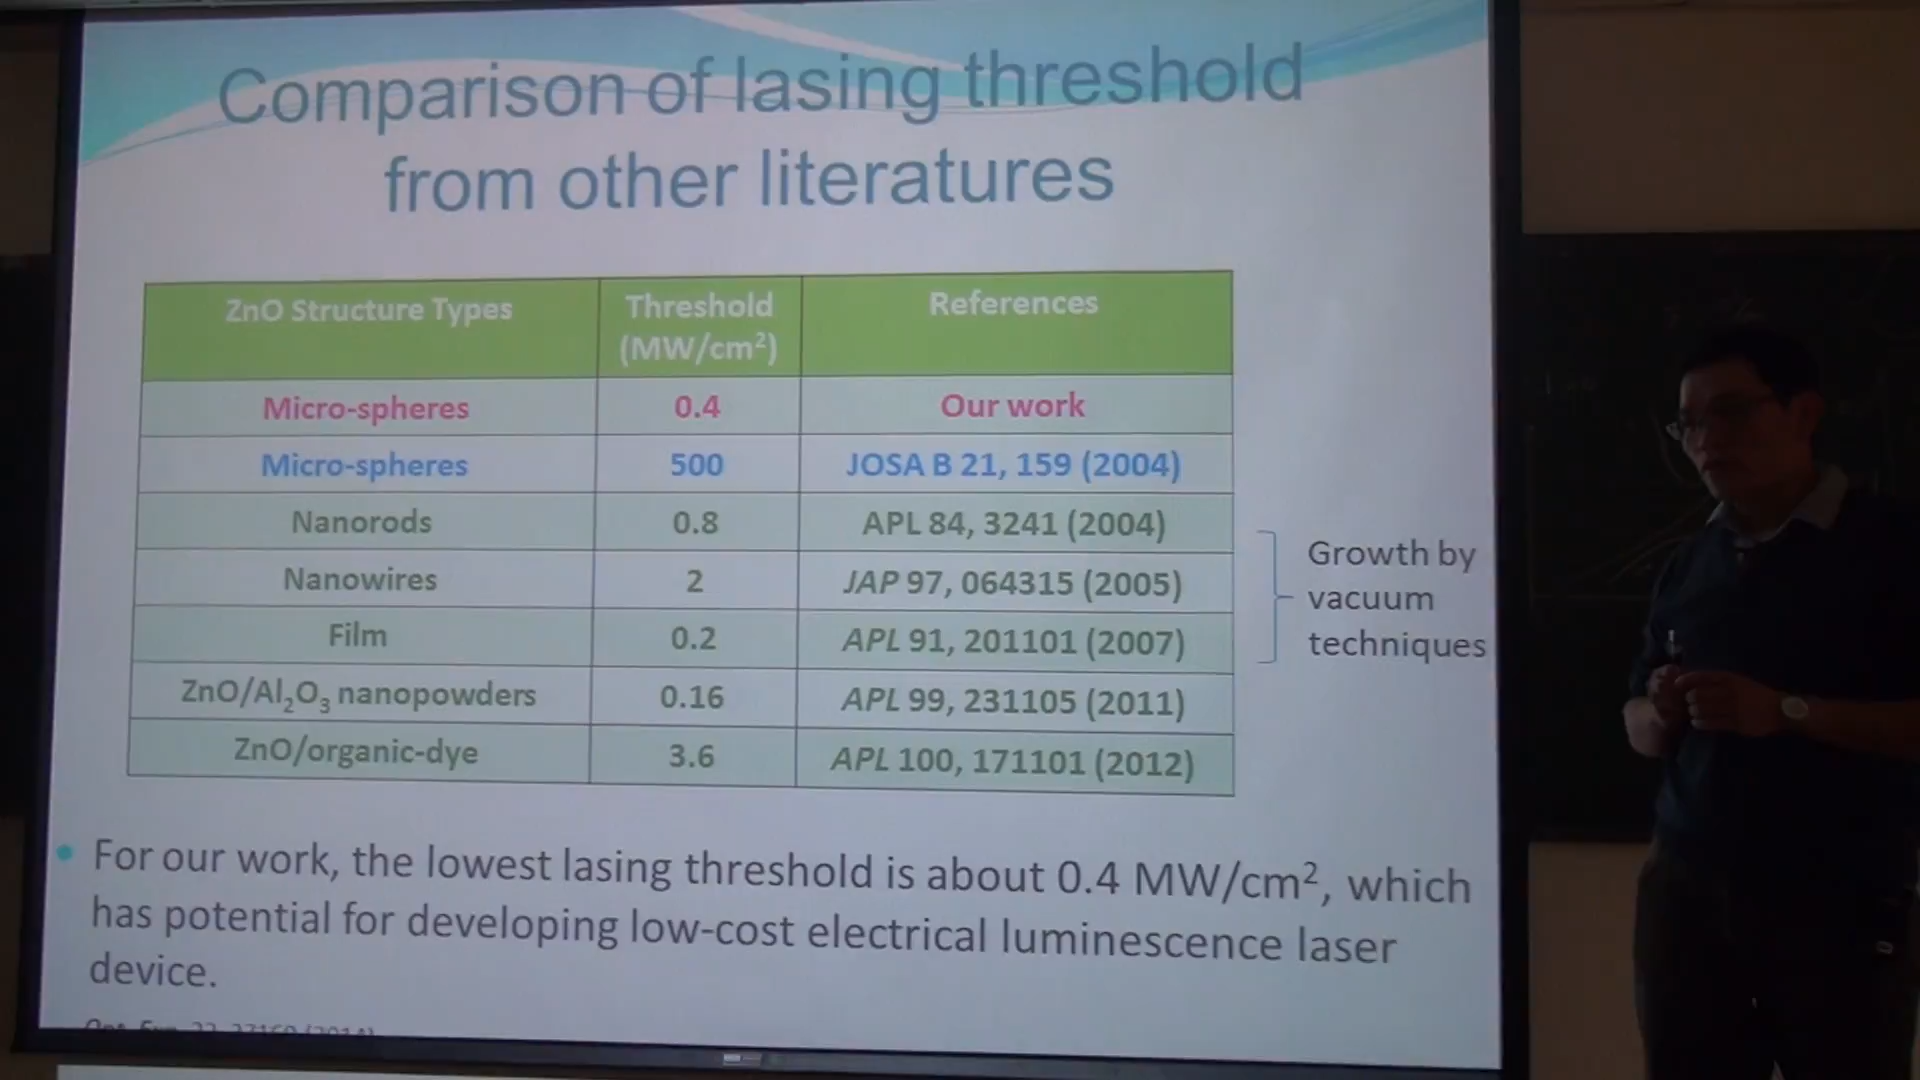 Comparison of lasing threshold
from other literatures
ZnO Structure Types Threshold (MW/cm²) References
Micro-spheres 0.4 Our work
Micro-spheres 500 JOSA B 21, 159 (2004)
Nanorods 0.8 APL 84, 3241 (2004)
Nanowires 2 JAP 97, 064315 (2005)
Film 0.2 APL 91, 201101 (2007)
ZnO/Al₂O₃ nanopowders 0.16 APL 99, 231105 (2011)
ZnO/organic-dye 3.6 APL 100, 171101 (2012)
Growth by
vacuum
techniques
• For our work, the lowest lasing threshold is about 0.4 MW/cm², which
has potential for developing low-cost electrical luminescence laser
device.